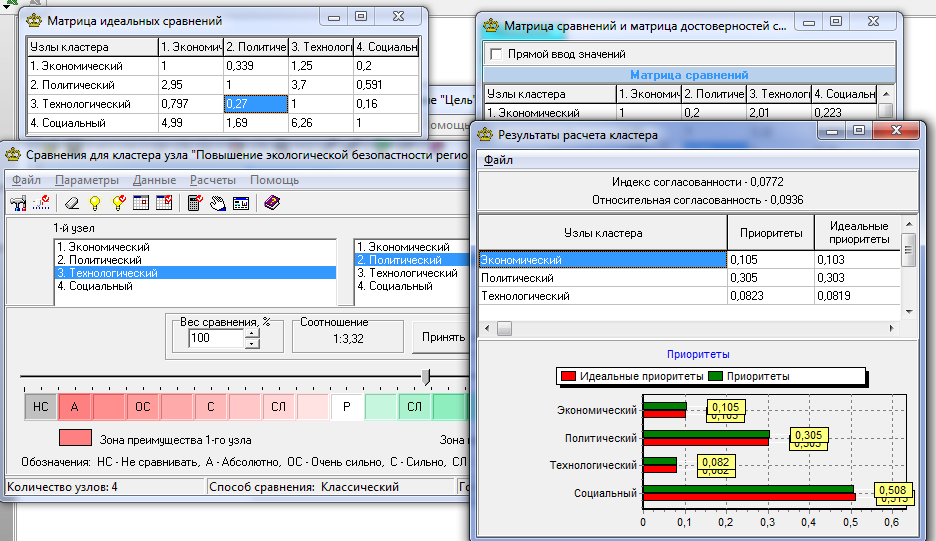 Матрица идеальных сравнений
Узлы кластера 1. Экономич 2. Политиче 3. Технологи 4. Социальный
1. Экономический 1 0,339 1,25 0,2
2. Политический 2,95 1 3,7 0,591
3. Технологический 0,797 0,27 1 0,16
4. Социальный 4,99 1,69 6,26 1
Матрица сравнений и матрица достоверностей с...
Прямой ввод значений
Матрица сравнений
Узлы кластера 1. Экономич 2. Политиче 3. Технологи 4. Социальн
1. Экономический 1 0,2 2,01 0,223
ие "Цель"
Помощь
Сравнения для кластера узла "Повышение экологической безопастности регио
Файл Параметры Данные Расчеты Помощь
1-й узел
1. Экономический
2. Политический
3. Технологический
4. Социальный
1. Экономический
2. Политический
3. Технологический
4. Социальный
Вес сравнения, %
100
Соотношение
1:3,32
Принять
НС А ОС С СЛ Р СЛ
Зона преимущества 1-го узла
Зона
Обозначения: НС - Не сравнивать, А - Абсолютно, ОС - Очень сильно, С - Сильно, СЛ
Количество узлов: 4 Способ сравнения: Классический Го
Результаты расчета кластера
Файл
Индекс согласованности - 0,0772
Относительная согласованность - 0,0936
Узлы кластера Приоритеты Идеальные приоритеты
Экономический 0,105 0,103
Политический 0,305 0,303
Технологический 0,0823 0,0819
Приоритеты
Идеальные приоритеты Приоритеты
Экономический 0,105 0,103
Политический 0,305 0,303
Технологический 0,082 0,082
Социальный 0,508 0,513
0 0,1 0,2 0,3 0,4 0,5 0,6